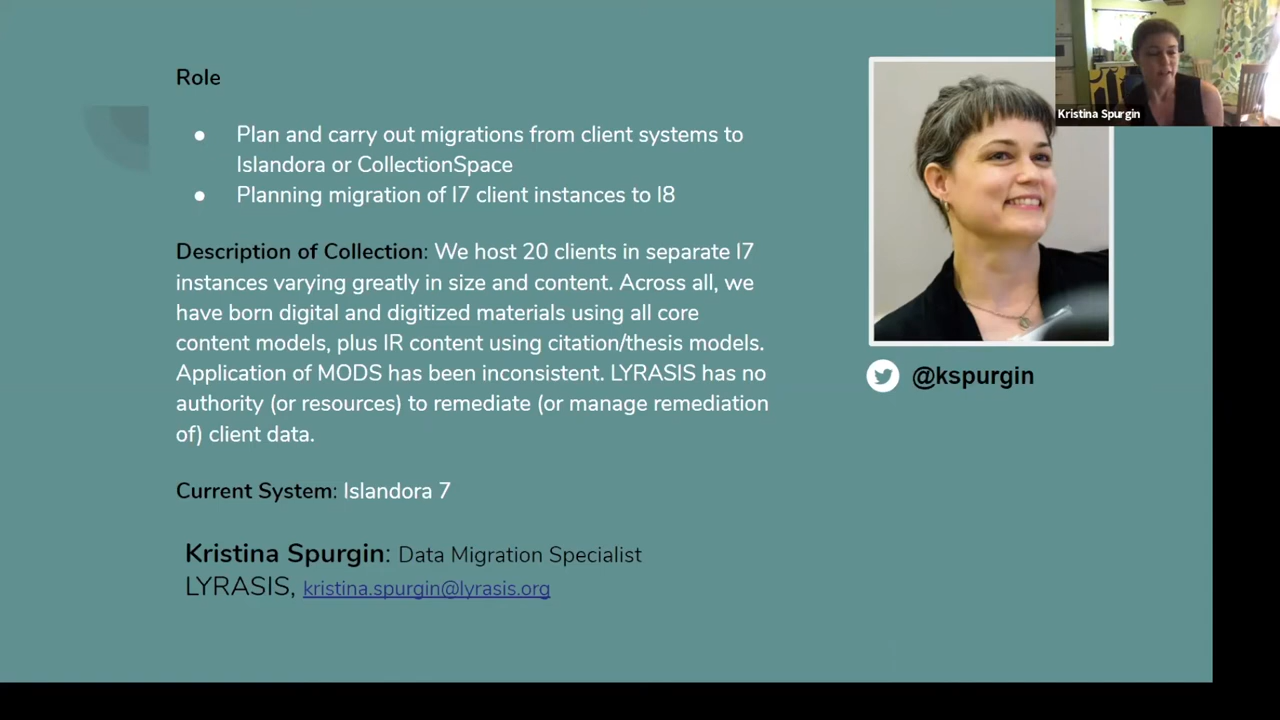 Role
● Plan and carry out migrations from client systems to
Islandora or CollectionSpace
● Planning migration of I7 client instances to I8
Description of Collection: We host 20 clients in separate I7
instances varying greatly in size and content. Across all, we
have born digital and digitized materials using all core
content models, plus IR content using citation/thesis models.
Application of MODS has been inconsistent. LYRASIS has no
authority (or resources) to remediate (or manage remediation
of) client data.
Current System: Islandora 7
Kristina Spurgin: Data Migration Specialist
LYRASIS, kristina.spurgin@lyrasis.org
@kspurgin
Kristina Spurgin